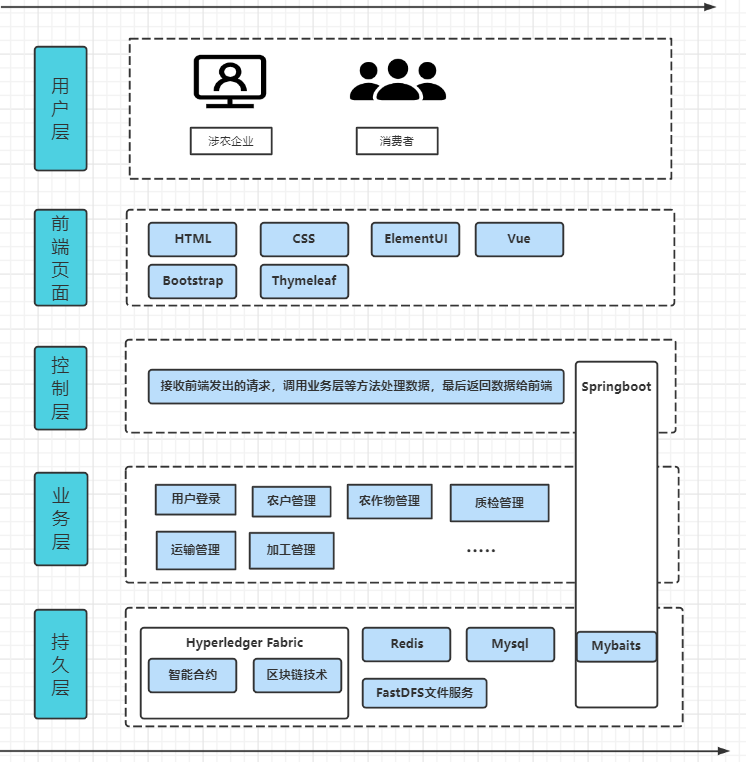 用户层
涉农企业
消费者
前端页面
HTML
CSS
ElementUI
Vue
Bootstrap
Thymeleaf
控制层
接收前端发出的请求，调用业务层等方法处理数据，最后返回数据给前端
Springboot
业务层
用户登录
农户管理
农作物管理
质检管理
运输管理
加工管理
.....
持久层
Hyperledger Fabric
智能合约
区块链技术
Redis
Mysql
Mybaits
FastDFS文件服务